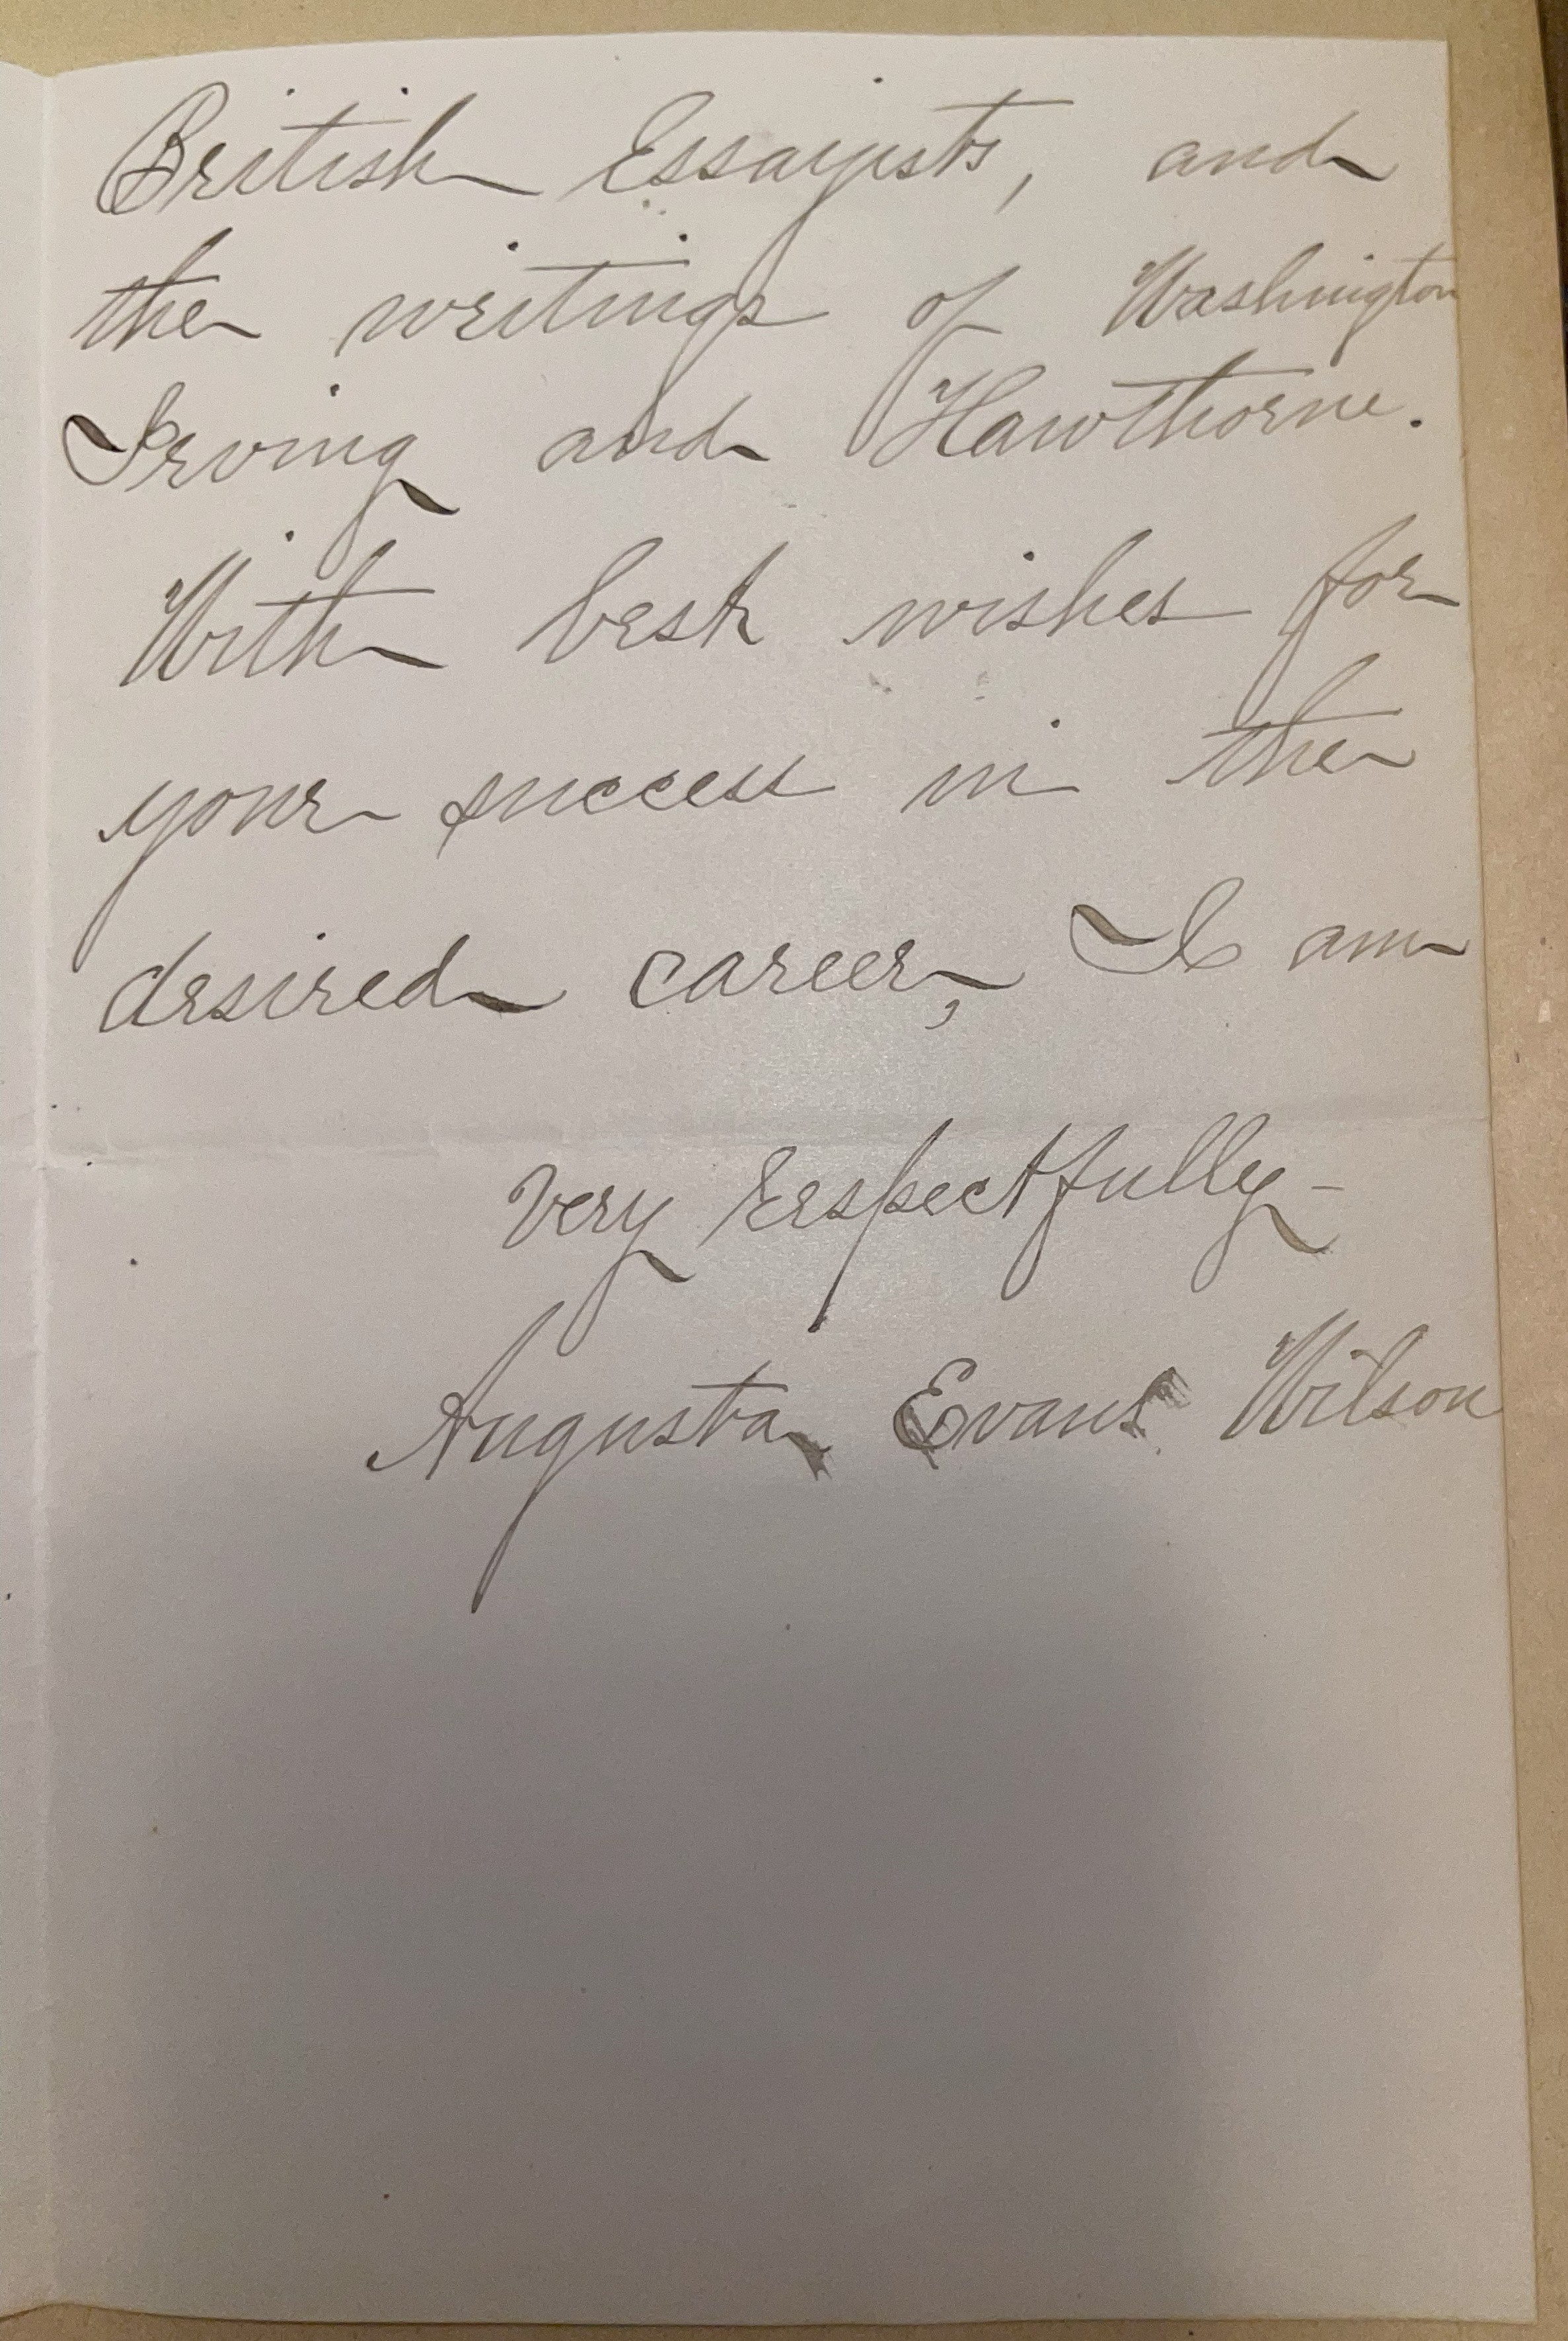 British Essayists, and
the writings of Washington
Irving and Hawthorne.
With best wishes for
your success in the
desired career, I am
Very Respectfully -
Augusta Evans Wilson